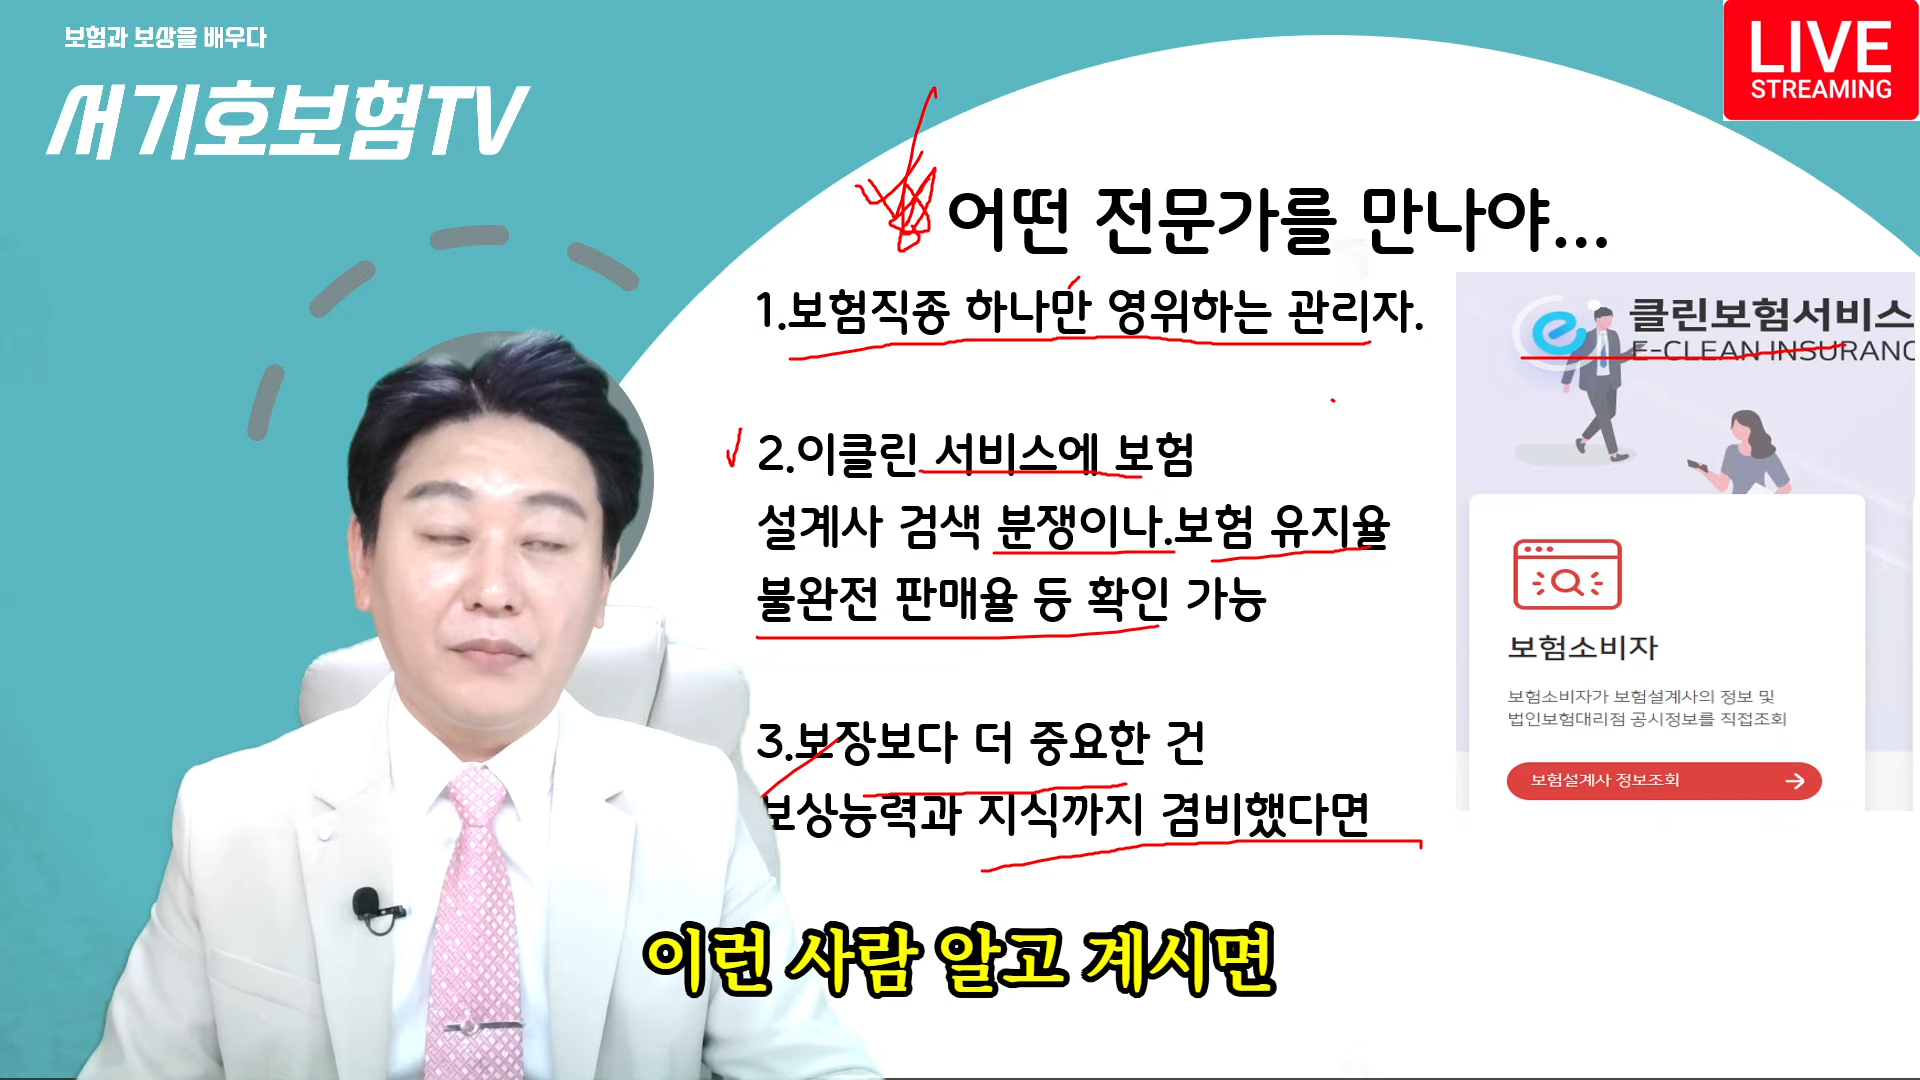 보험과 보상을 배우다
새기호보험TV
LIVE
STREAMING
어떤 전문가를 만나야...
1.보험직종 하나만 영위하는 관리자.
2.이클린 서비스에 보험
설계사 검색 분쟁이나.보험 유지율
불완전 판매율 등 확인 가능
3.보장보다 더 중요한 건
보상능력과 지식까지 겸비했다면
클린보험서비스
E-CLEAN INSURANC
보험소비자
보험소비자가 보험설계사의 정보 및
법인보험대리점 공시정보를 직접조회
보험설계사 정보조회
이런 사람 알고 계시면